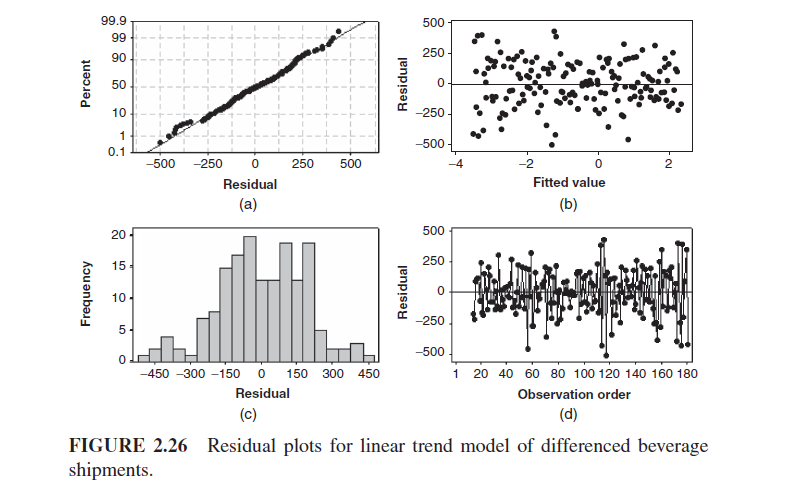 99.9
99
90
50
10
1
0.1
Percent
−500 −250 0 250 500
Residual
(a)
500
250
0
−250
−500
Residual
−4 −2 0 2
Fitted value
(b)
20
15
10
5
0
Frequency
−450 −300 −150 0 150 300 450
Residual
(c)
500
250
0
−250
−500
Residual
1 20 40 60 80 100 120 140 160 180
Observation order
(d)
FIGURE 2.26 Residual plots for linear trend model of differenced beverage
shipments.